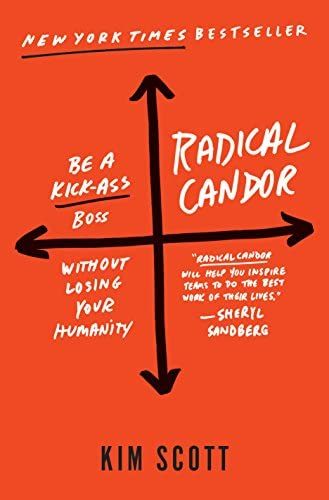 NEW YORK TIMES BESTSELLER
RADICAL
CANDOR
BE A
KICK-ASS
BOSS
WITHOUT
LOSING
YOUR
HUMANITY
"RADICAL CANDOR
WILL HELP YOU INSPIRE
TEAMS TO DO THE BEST
WORK OF THEIR LIVES."
—SHERYL
SANDBERG
KIM SCOTT